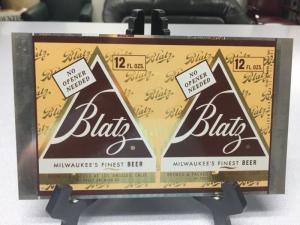 12
FL. OZS.
NO
OPENER
NEEDED
Blatz
MILWAUKEE'S FINEST BEER
Blatz
12
FL. OZS.
NO
OPENER
NEEDED
Blatz
MILWAUKEE'S FINEST BEER